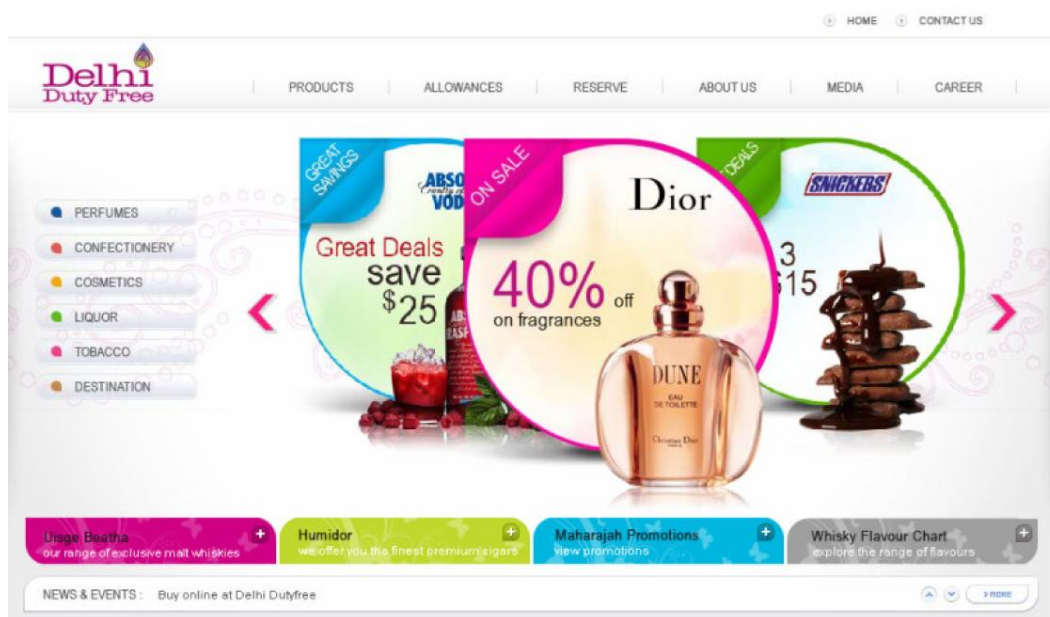 HOME
CONTACT US
Delhi
Duty Free
PRODUCTS
ALLOWANCES
RESERVE
ABOUT US
MEDIA
CAREER
PERFUMES
CONFECTIONERY
COSMETICS
LIQUOR
TOBACCO
DESTINATION
GREAT
SAVINGS
ABSO
Country of
VOD
Great Deals
save
$25
ON SALE
Dior
40% off
on fragrances
DUNE
EAU
DE TOILETTE
Christian Dior
DEALS
SNICKERS
3
15
Uisge Beatha
our range of exclusive malt whiskies
Humidor
we offer you the finest premium cigars
Maharajah Promotions
view promotions
Whisky Flavour Chart
explore the range of flavours
NEWS & EVENTS :
Buy online at Delhi Dutyfree
MORE